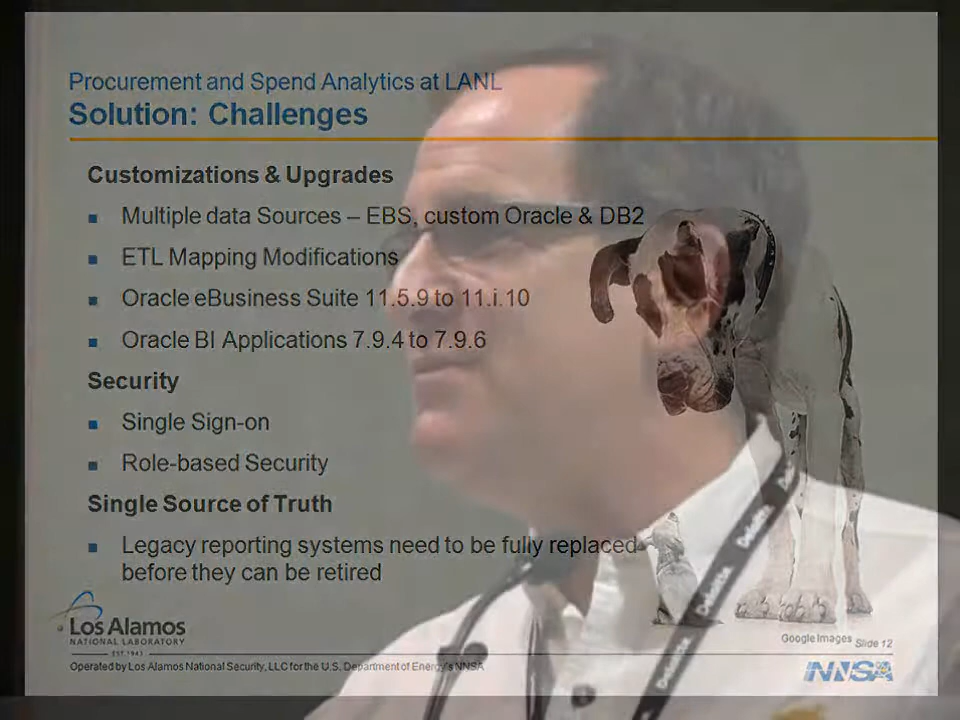 Procurement and Spend Analytics at LANL
Solution: Challenges
Customizations & Upgrades
Multiple data Sources – EBS, custom Oracle & DB2
ETL Mapping Modifications
Oracle eBusiness Suite 11.5.9 to 11.i.10
Oracle BI Applications 7.9.4 to 7.9.6
Security
Single Sign-on
Role-based Security
Single Source of Truth
Legacy reporting systems need to be fully replaced
before they can be retired
Los Alamos
NATIONAL LABORATORY
EST. 1943
Operated by Los Alamos National Security, LLC for the U.S. Department of Energy's NNSA
Google Images
Slide 12
NNSA
Deloitte
Deloitte
Deloitte